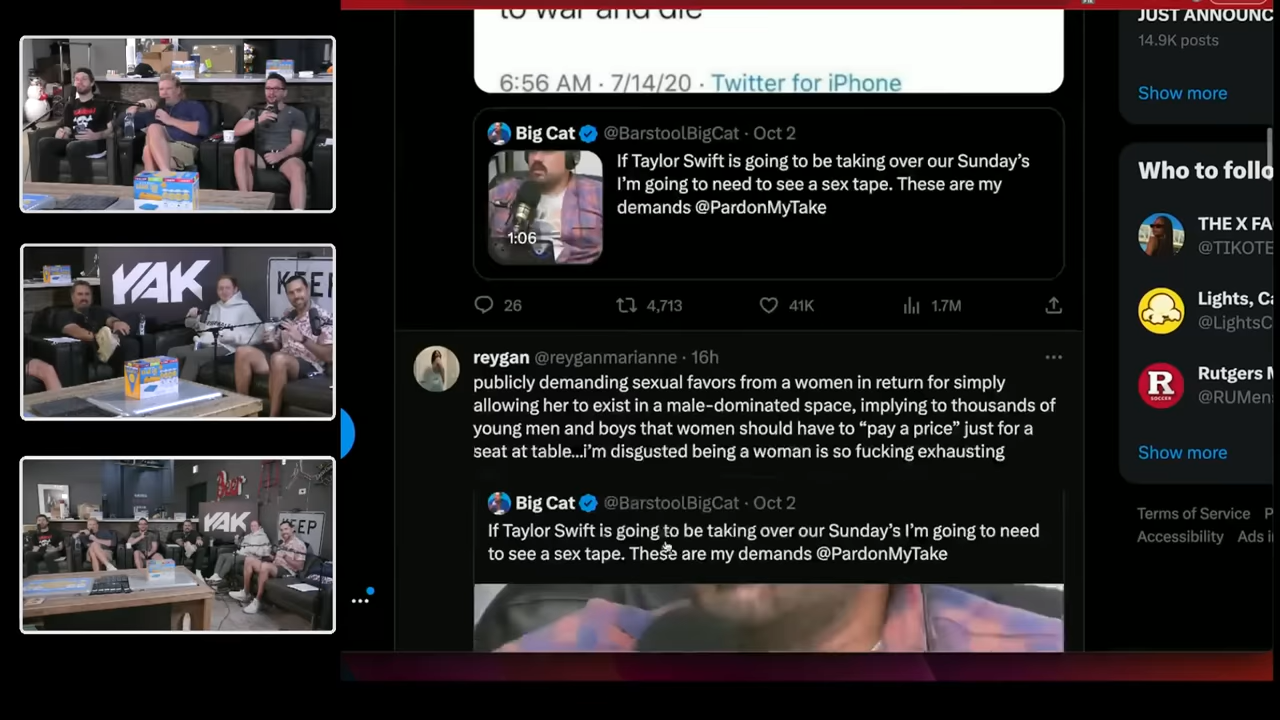 YAK
KEEP
YAK
KEEP
to war and die
6:56 AM · 7/14/20 · Twitter for iPhone
Big Cat @BarstoolBigCat · Oct 2
If Taylor Swift is going to be taking over our Sunday’s
I’m going to need to see a sex tape. These are my
demands @PardonMyTake
1:06
26 4,713 41K 1.7M
reygan @reyganmarianne · 16h
publicly demanding sexual favors from a women in return for simply
allowing her to exist in a male-dominated space, implying to thousands of
young men and boys that women should have to “pay a price” just for a
seat at table...i’m disgusted being a woman is so fucking exhausting
Big Cat @BarstoolBigCat · Oct 2
If Taylor Swift is going to be taking over our Sunday’s I’m going to need
to see a sex tape. These are my demands @PardonMyTake
JUST ANNOUNC
14.9K posts
Show more
Who to follo
THE X FA
@TIKOTE
Lights, Ca
@LightsC
R
Rutgers M
@RUMens
Show more
Terms of Service P
Accessibility Ads i